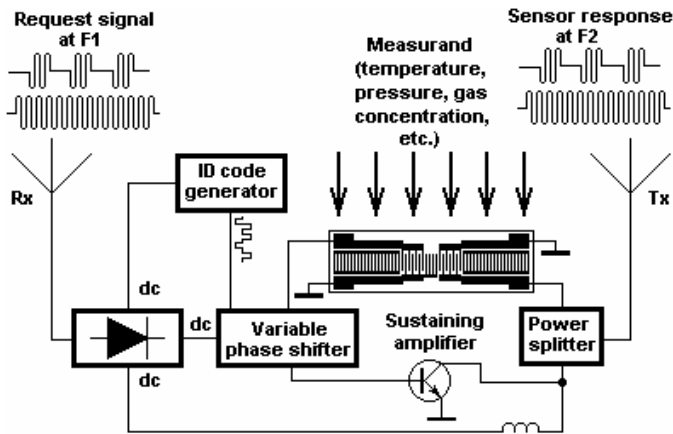 Request signal
at F1
Sensor response
at F2
Measurand
(temperature,
pressure, gas
concentration,
etc.)
Rx
ID code
generator
Tx
dc
dc
Variable
phase shifter
Sustaining
amplifier
Power
splitter
dc